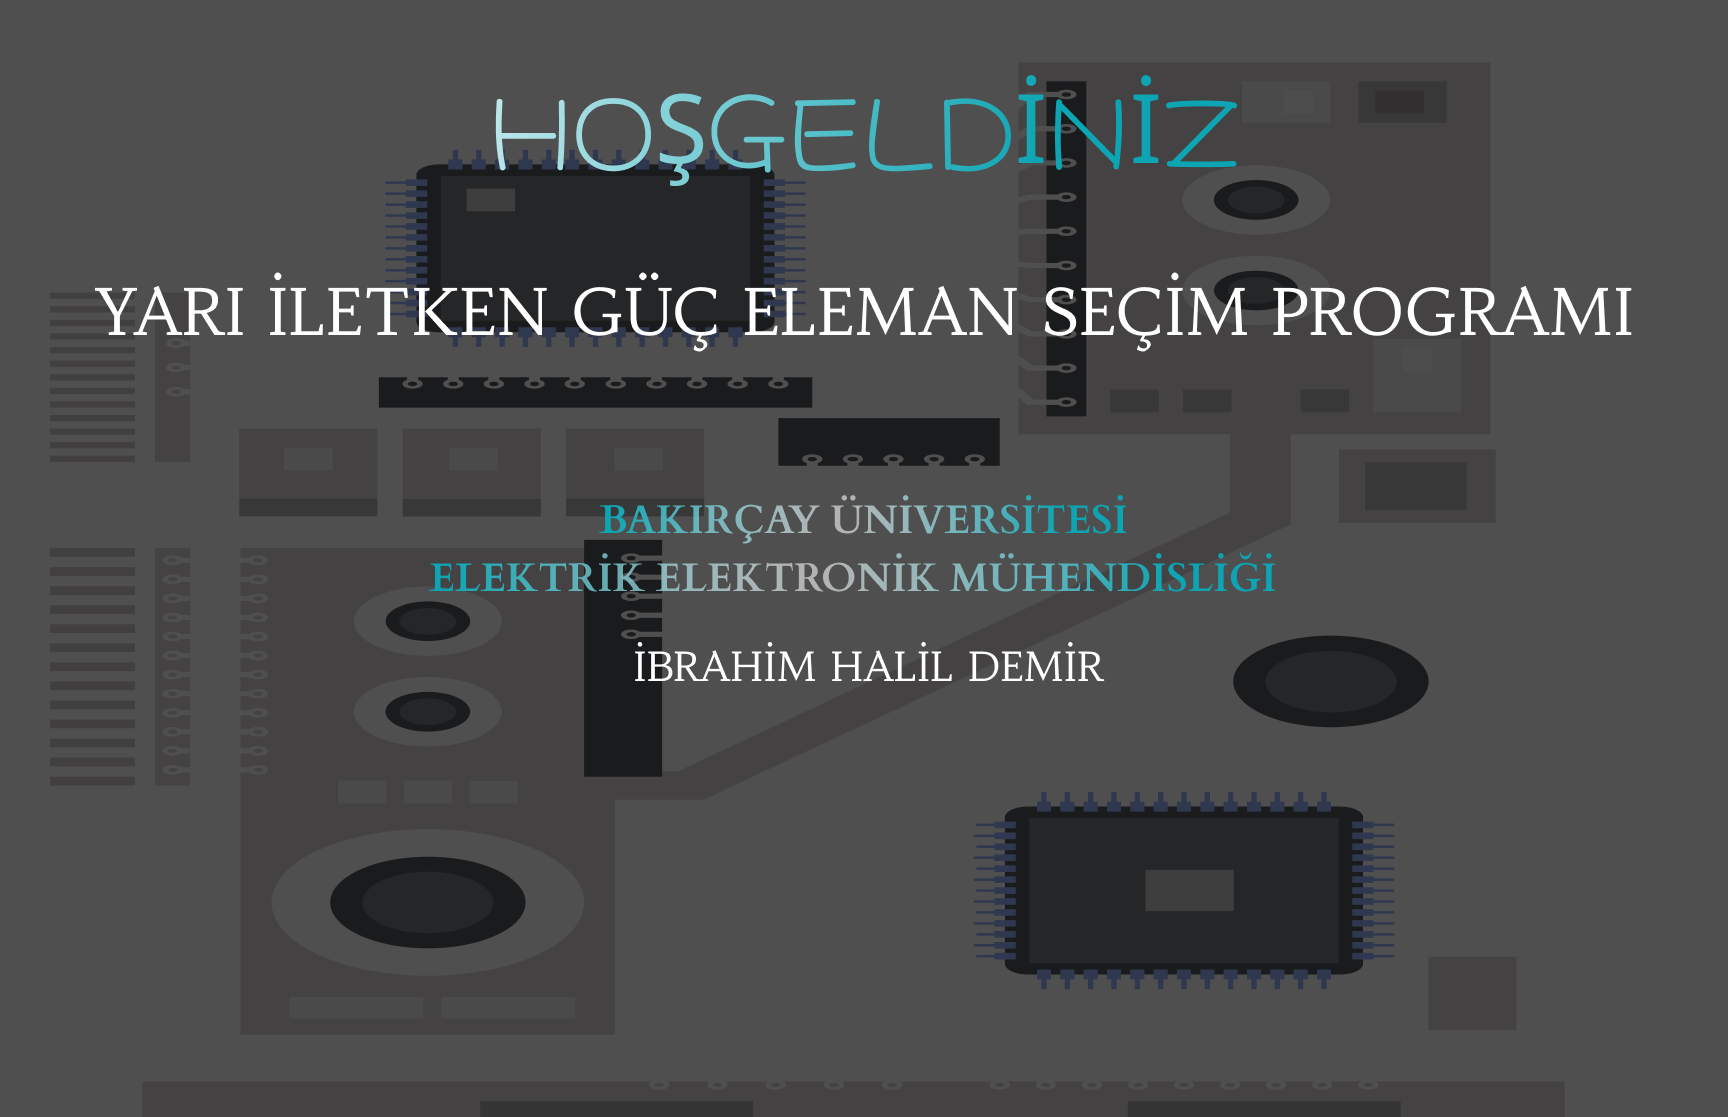 HOŞGELDİNİZ
YARI İLETKEN GÜÇ ELEMAN SEÇİM PROGRAMI
BAKIRÇAY ÜNİVERSİTESİ
ELEKTRİK ELEKTRONİK MÜHENDİSLİĞİ
İBRAHİM HALİL DEMİR